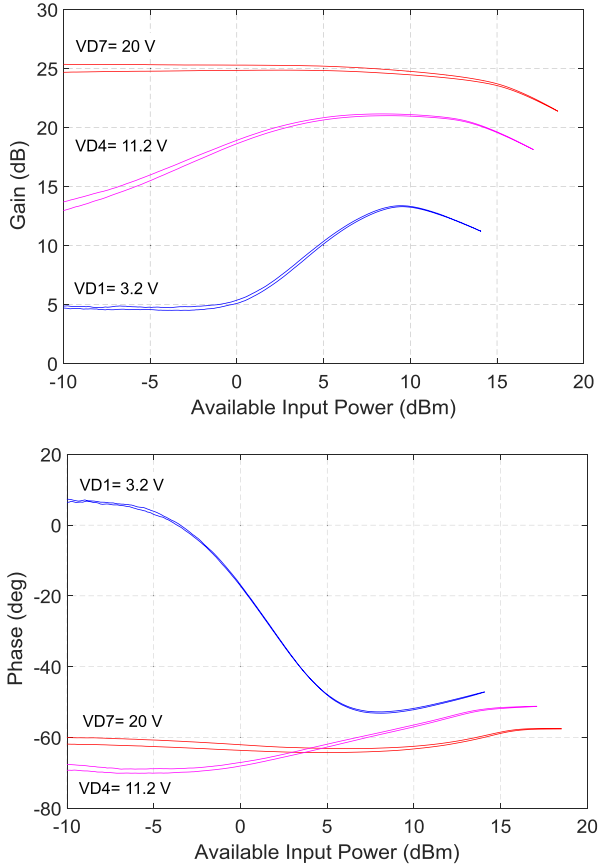 30
25
20
15
10
5
0
VD7= 20 V
VD4= 11.2 V
VD1= 3.2 V
Gain (dB)
-10 -5 0 5 10 15 20
Available Input Power (dBm)
20
0
-20
-40
-60
-80
VD1= 3.2 V
VD7= 20 V
VD4= 11.2 V
Phase (deg)
-10 -5 0 5 10 15 20
Available Input Power (dBm)